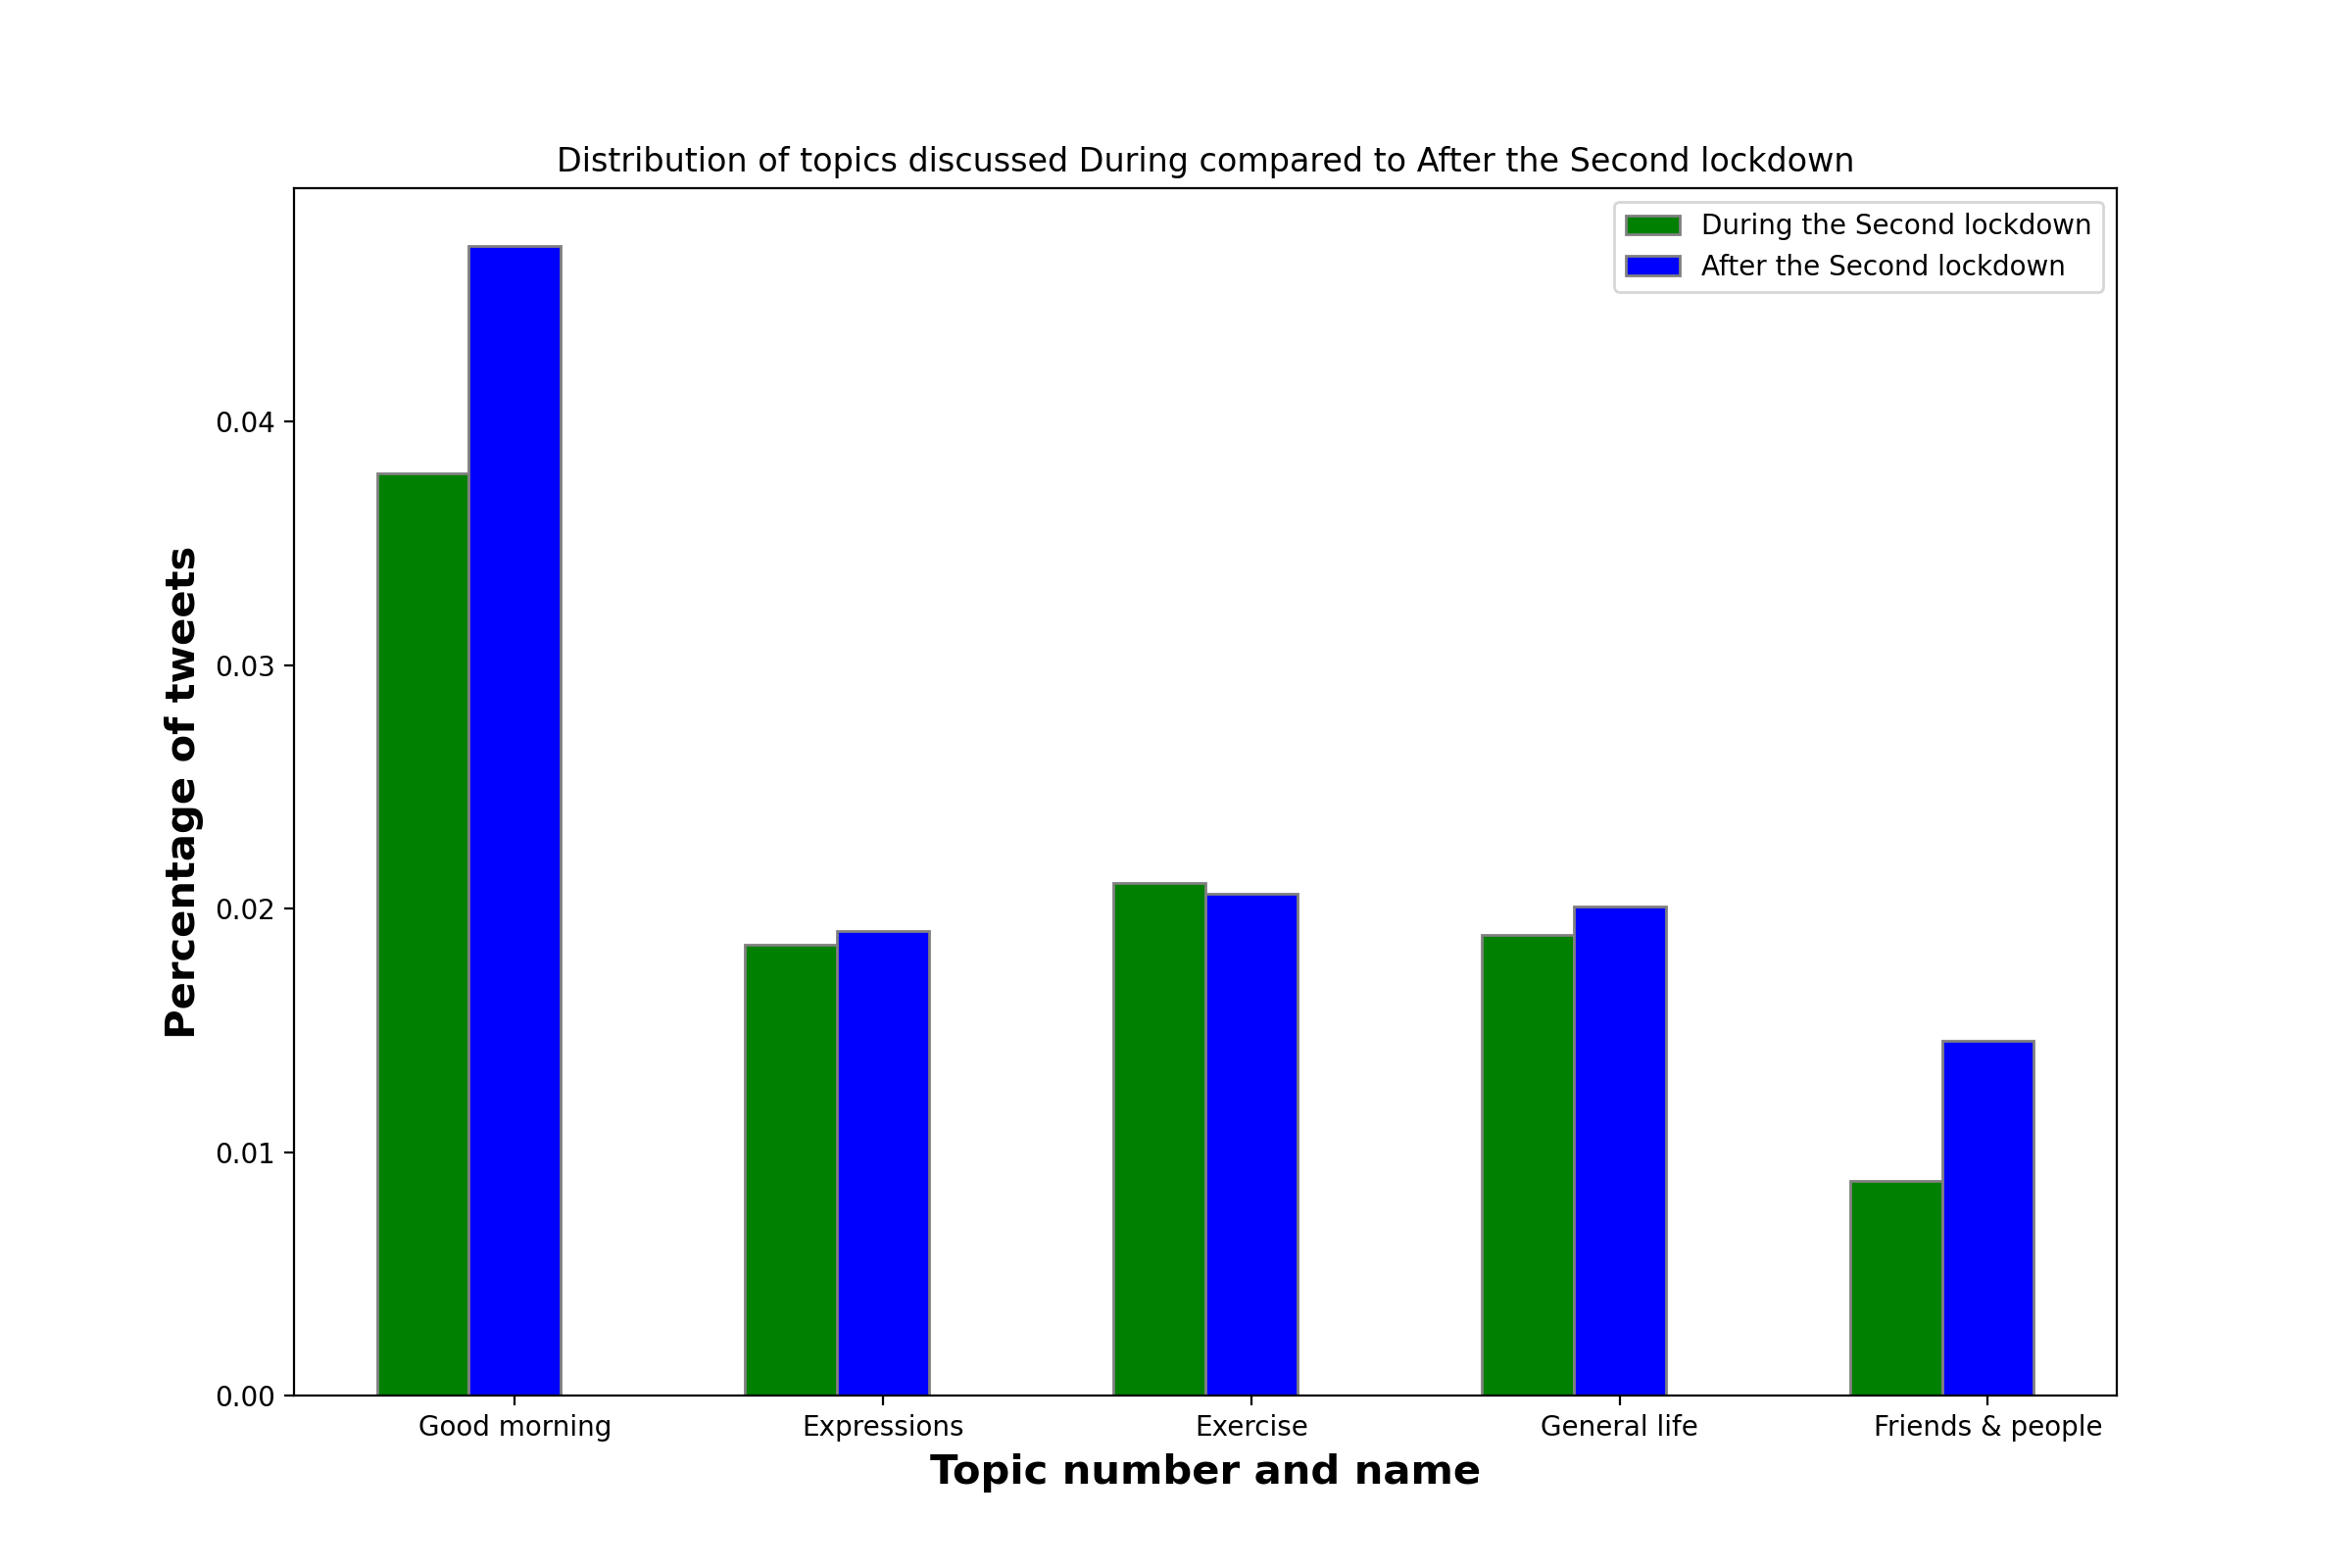 Distribution of topics discussed During compared to After the Second lockdown
During the Second lockdown
After the Second lockdown
Percentage of tweets
0.04
0.03
0.02
0.01
0.00
Good morning
Expressions
Exercise
General life
Friends & people
Topic number and name